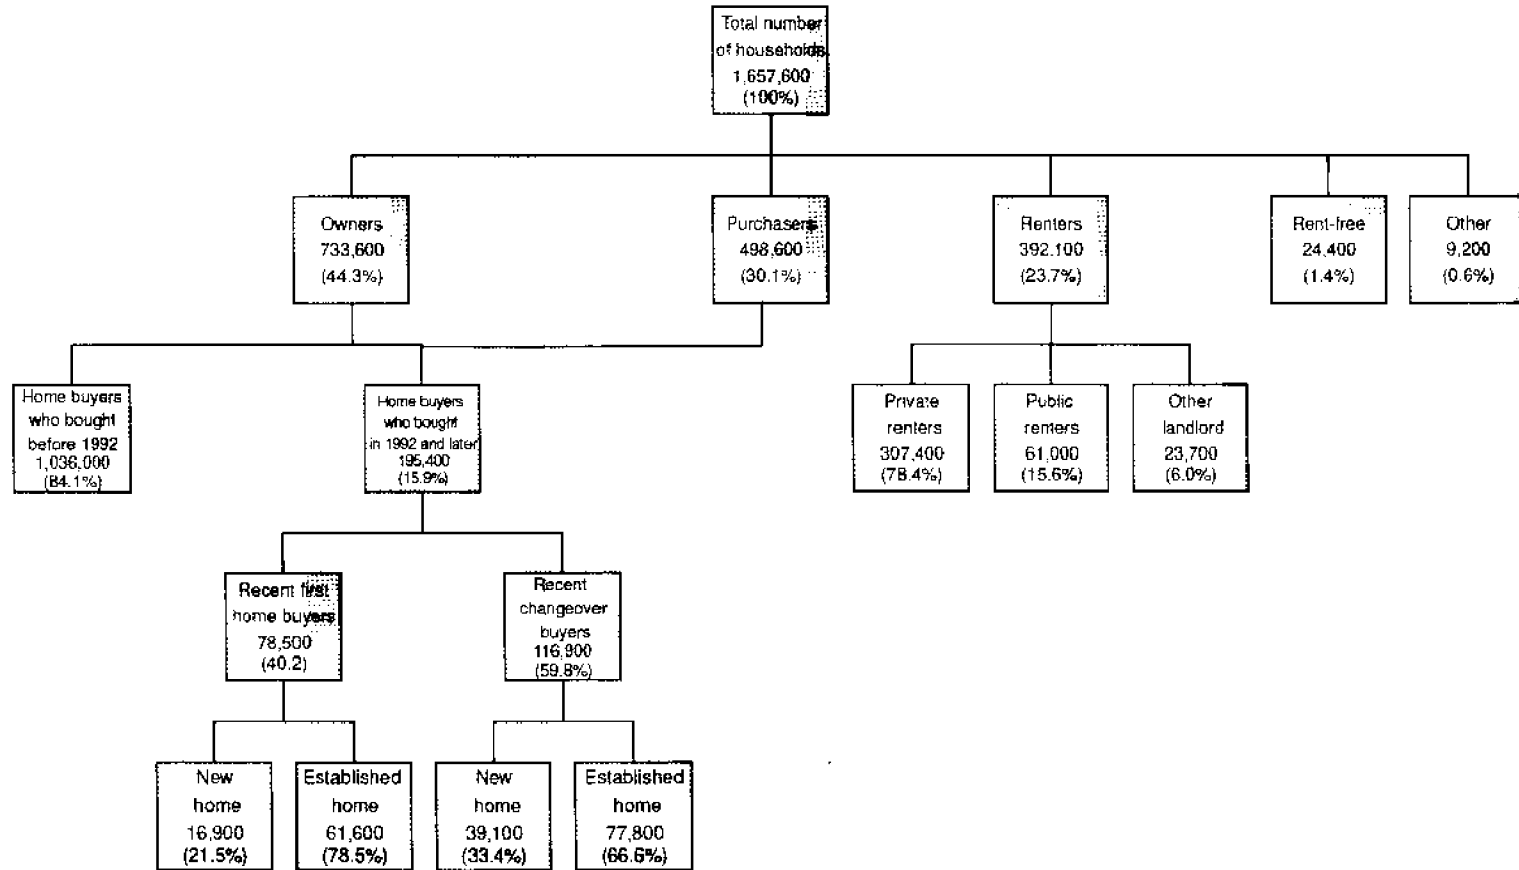 Total number
of households
1,657,600
(100%)
Owners
733,600
(44.3%)
Purchasers
498,600
(30.1%)
Renters
392.100
(23.7%)
Rent-free
24,400
(1.4%)
Other
9,200
(0.6%)
Home buyers
who bought
before 1992
1,036,000
(84.1%)
Home buyers
who bought
in 1992 and later
195,400
(15.9%)
Private
renters
307,400
(78.4%)
Public
renters
61,000
(15.6%)
Other
landlord
23,700
(6.0%)
Recent first
home buyers
78,500
(40.2)
Recent
changeover
buyers
116,900
(59.8%)
New
home
16,900
(21.5%)
Established
home
61,600
(78.5%)
New
home
39,100
(33.4%)
Established
home
77,800
(66.6%)